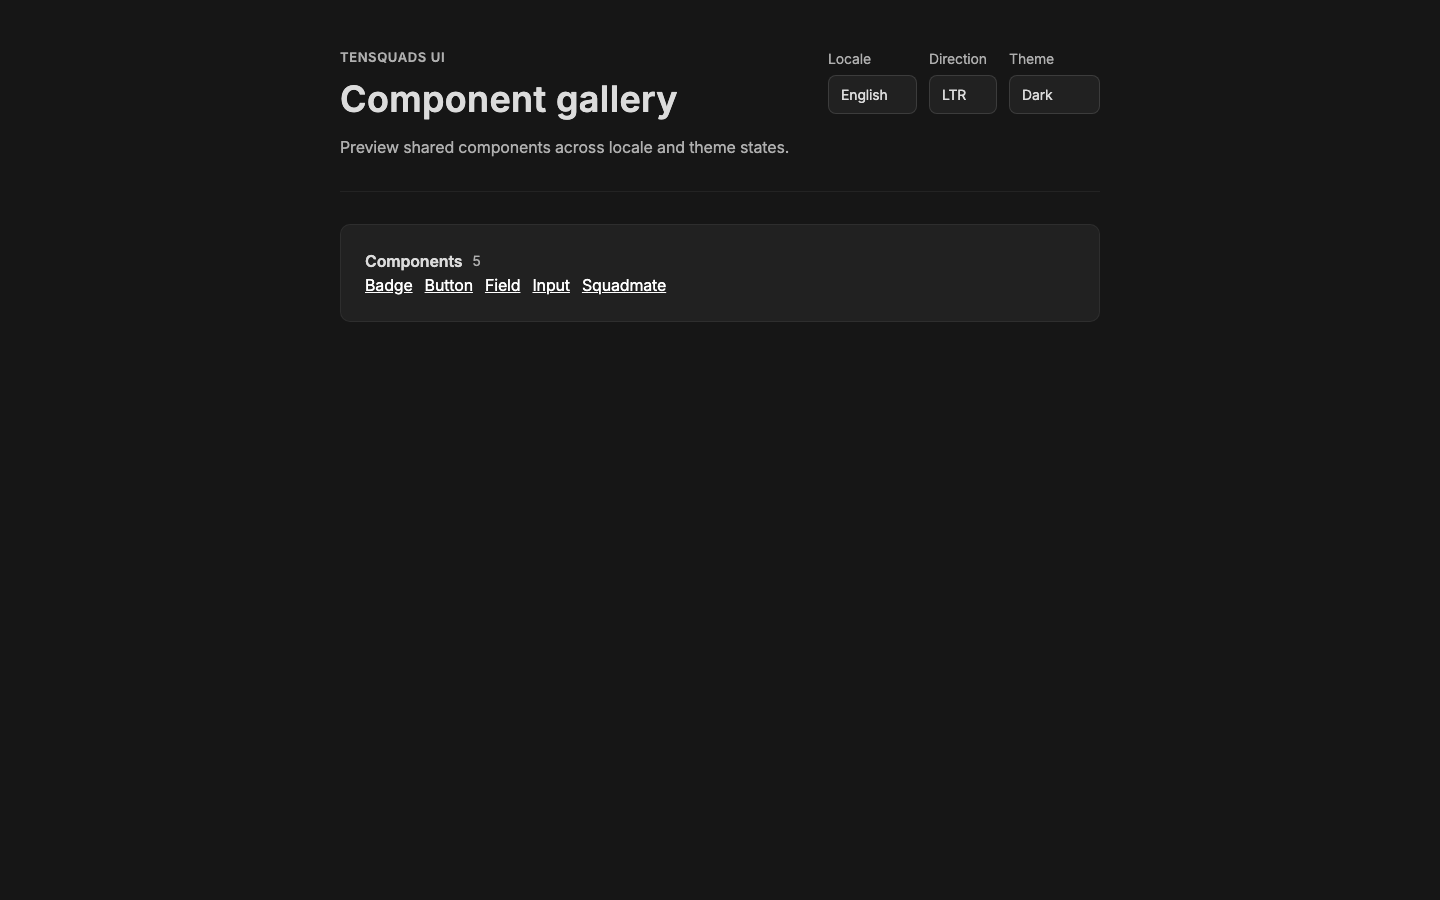 TENSQUADS UI
Component gallery
Preview shared components across locale and theme states.
Locale
English
Direction
LTR
Theme
Dark
Components 5
Badge Button Field Input Squadmate